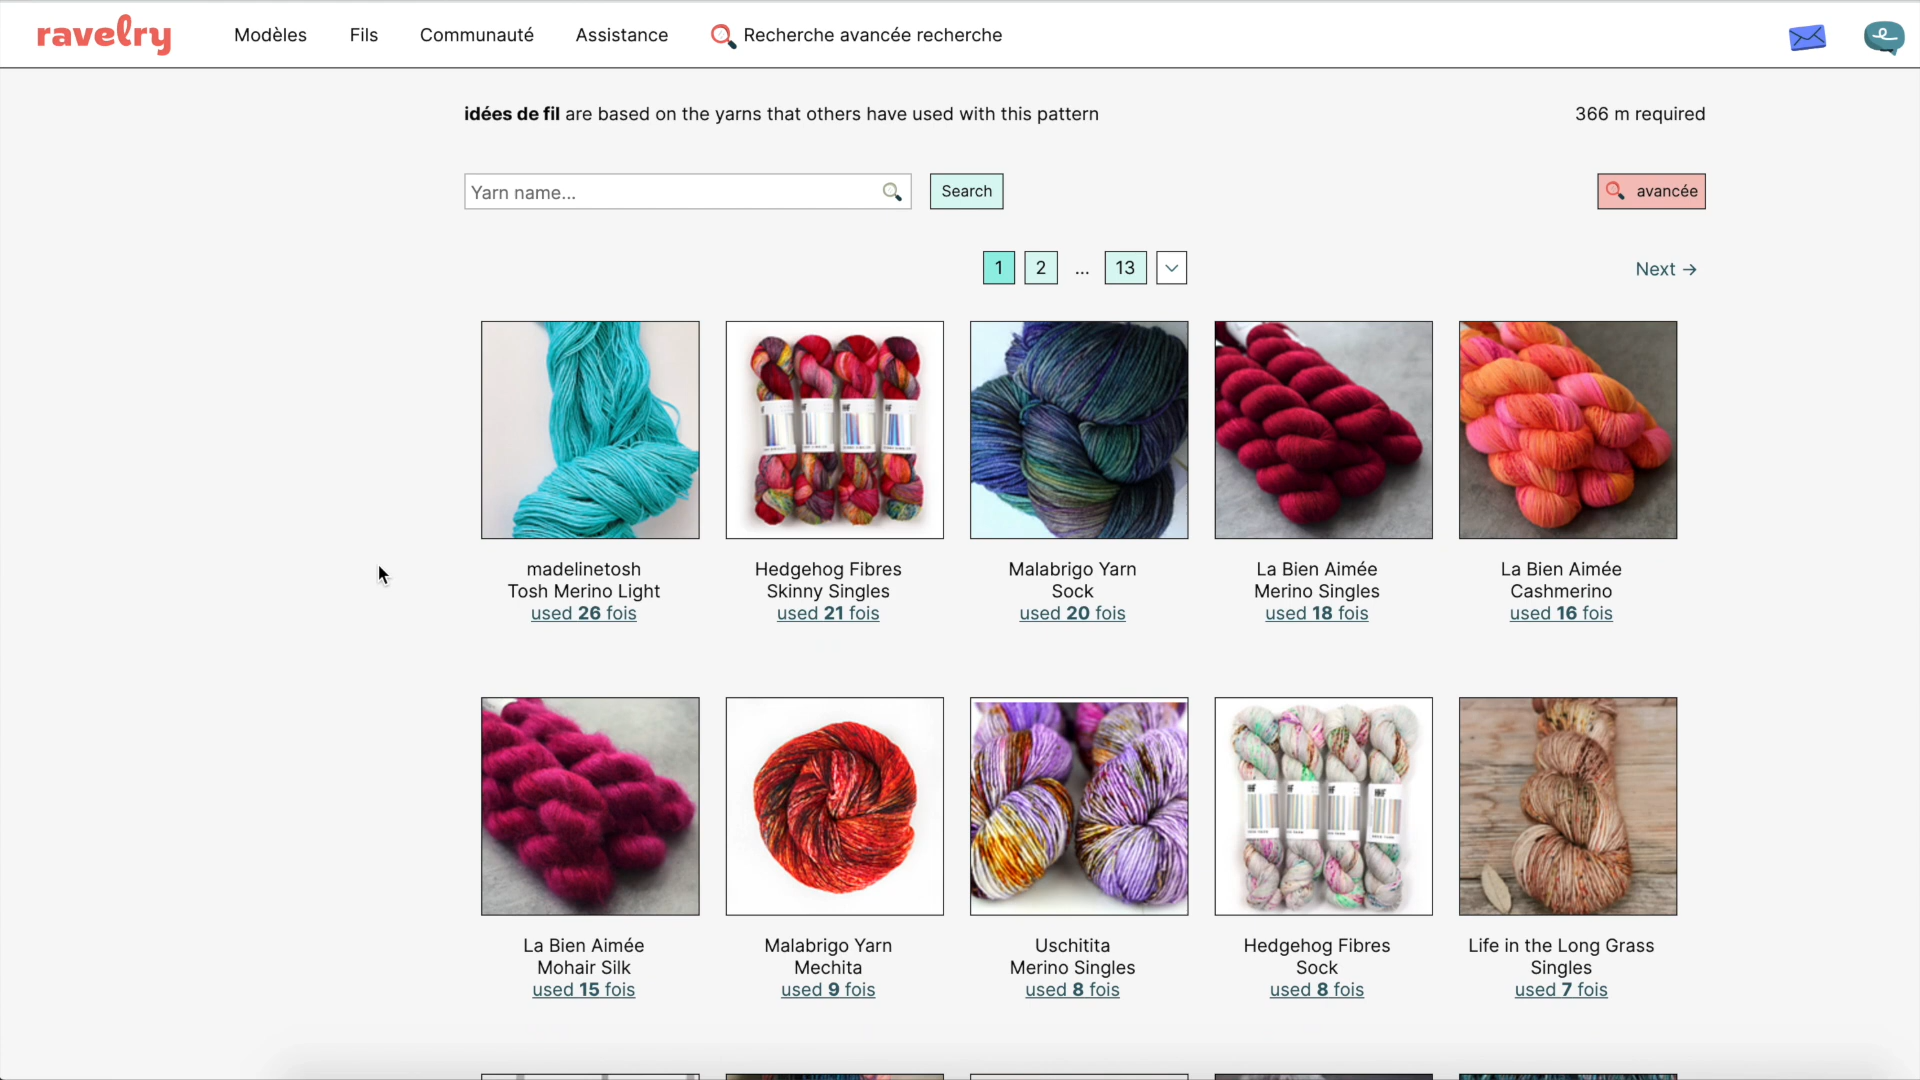 ravelry Modèles Fils Communauté Assistance Recherche avancée recherche
idées de fil are based on the yarns that others have used with this pattern 366 m required
Yarn name... Search avancée
1 2 ... 13 Next →
madelinetosh
Tosh Merino Light
used 26 fois
Hedgehog Fibres
Skinny Singles
used 21 fois
Malabrigo Yarn
Sock
used 20 fois
La Bien Aimée
Merino Singles
used 18 fois
La Bien Aimée
Cashmerino
used 16 fois
La Bien Aimée
Mohair Silk
used 15 fois
Malabrigo Yarn
Mechita
used 9 fois
Uschitita
Merino Singles
used 8 fois
Hedgehog Fibres
Sock
used 8 fois
Life in the Long Grass
Singles
used 7 fois